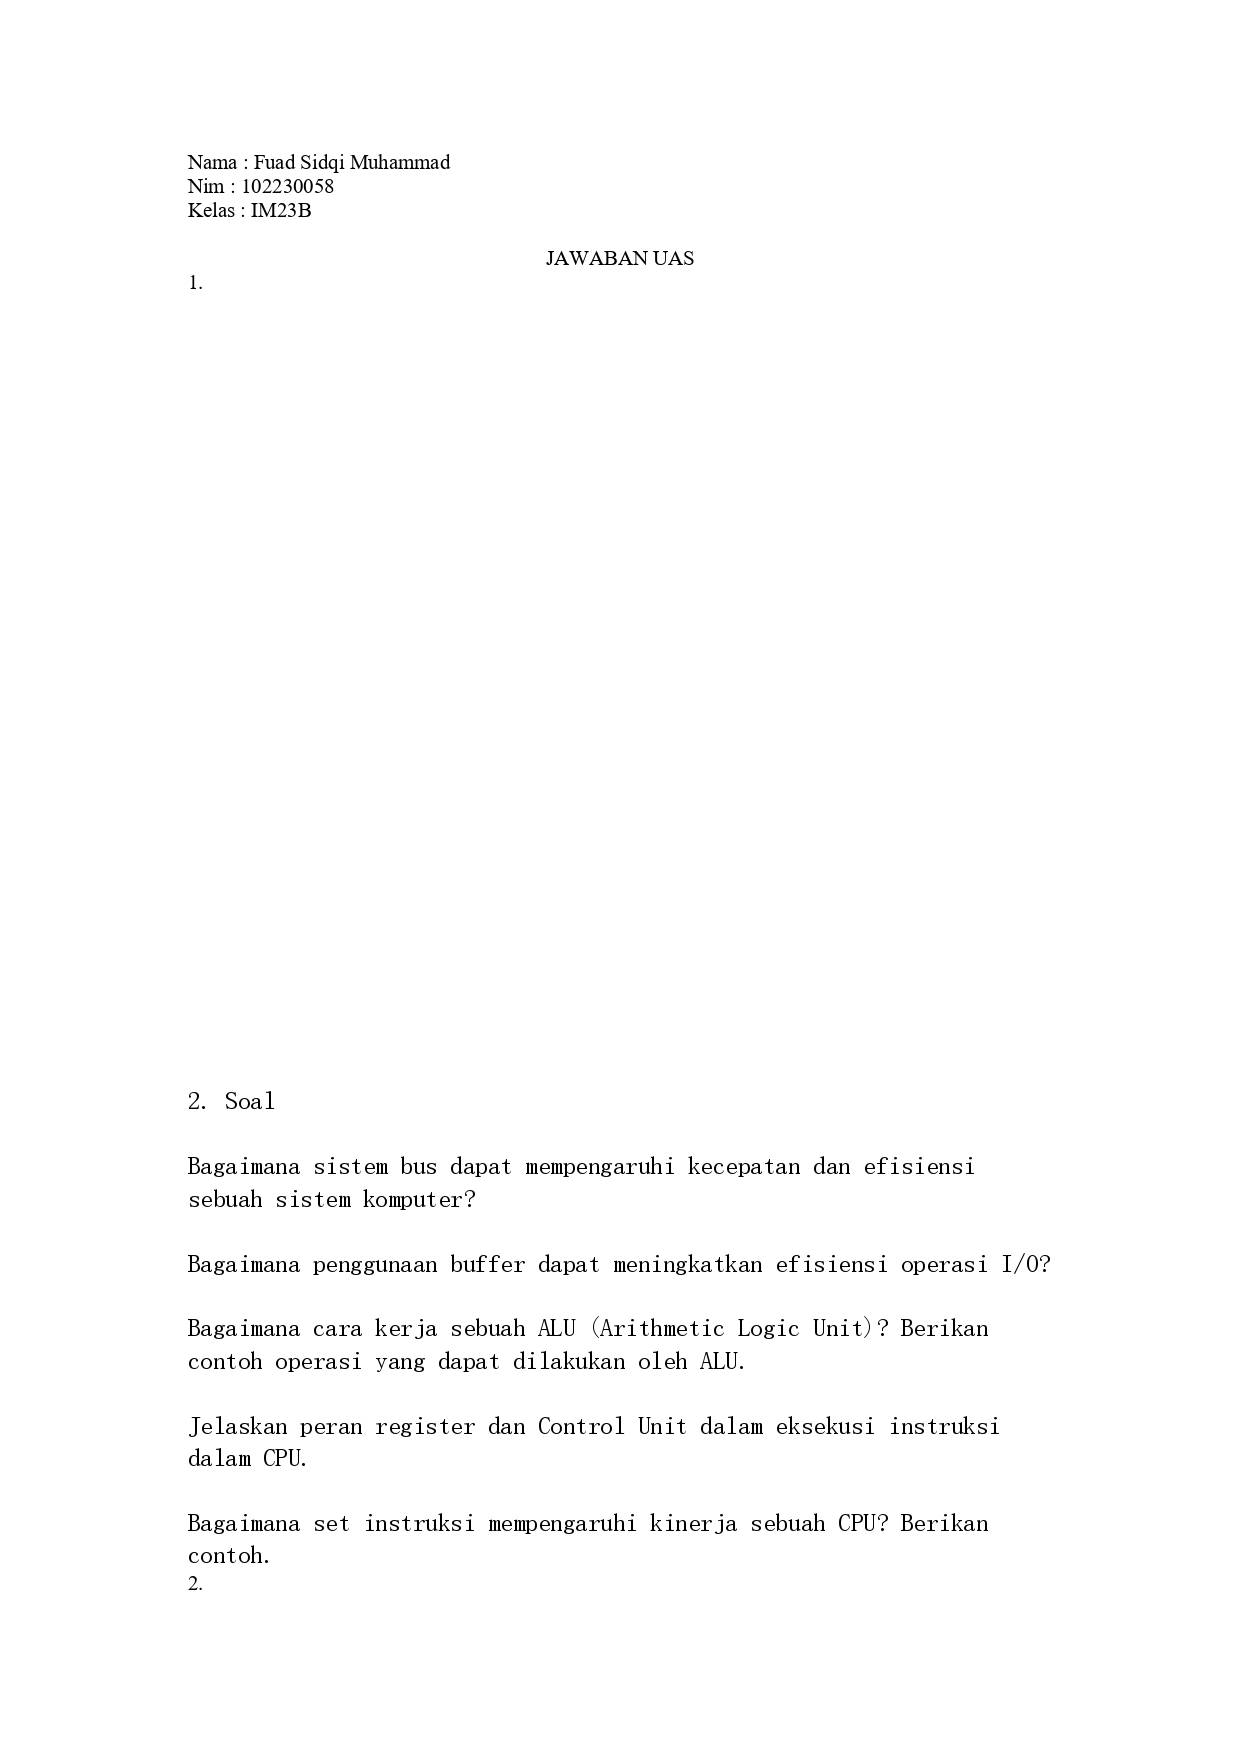 Nama : Fuad Sidqi Muhammad
Nim : 102230058
Kelas : IM23B
JAWABAN UAS
1.
2. Soal
Bagaimana sistem bus dapat mempengaruhi kecepatan dan efisiensi
sebuah sistem komputer?
Bagaimana penggunaan buffer dapat meningkatkan efisiensi operasi I/O?
Bagaimana cara kerja sebuah ALU (Arithmetic Logic Unit)? Berikan
contoh operasi yang dapat dilakukan oleh ALU.
Jelaskan peran register dan Control Unit dalam eksekusi instruksi
dalam CPU.
Bagaimana set instruksi mempengaruhi kinerja sebuah CPU? Berikan
contoh.
2.